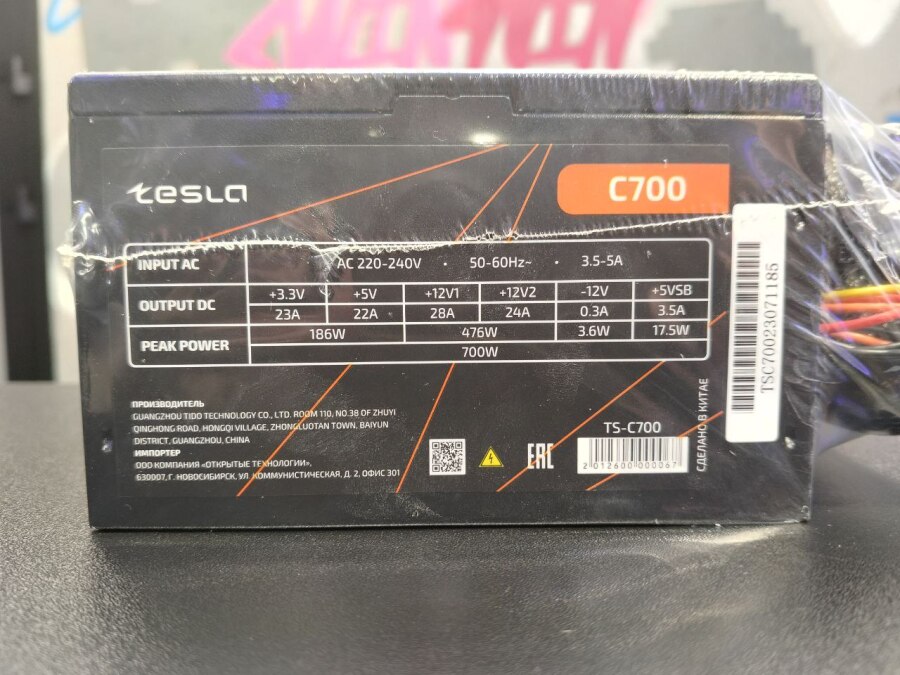 tesla
C700
INPUT AC AC 220-240V • 50-60Hz~ • 3.5-5A
OUTPUT DC +3.3V +5V +12V1 +12V2 -12V +5VSB
23A 22A 28A 24A 0.3A 3.5A
PEAK POWER 186W 476W 3.6W 17.5W
700W
ПРОИЗВОДИТЕЛЬ
GUANGZHOU TIDO TECHNOLOGY CO., LTD. ROOM 110, NO.38 OF ZHUYI
QINGHONG ROAD, HONGQI VILLAGE, ZHONGLUOTAN TOWN, BAIYUN
DISTRICT, GUANGZHOU, CHINA
ИМПОРТЕР
ООО КОМПАНИЯ «ОТКРЫТЫЕ ТЕХНОЛОГИИ»,
630007, Г. НОВОСИБИРСК, УЛ. КОММУНИСТИЧЕСКАЯ, Д. 2, ОФИС 301
EAC
TS-C700
2012600000067
СДЕЛАНО В КИТАЕ
TSC70023071185